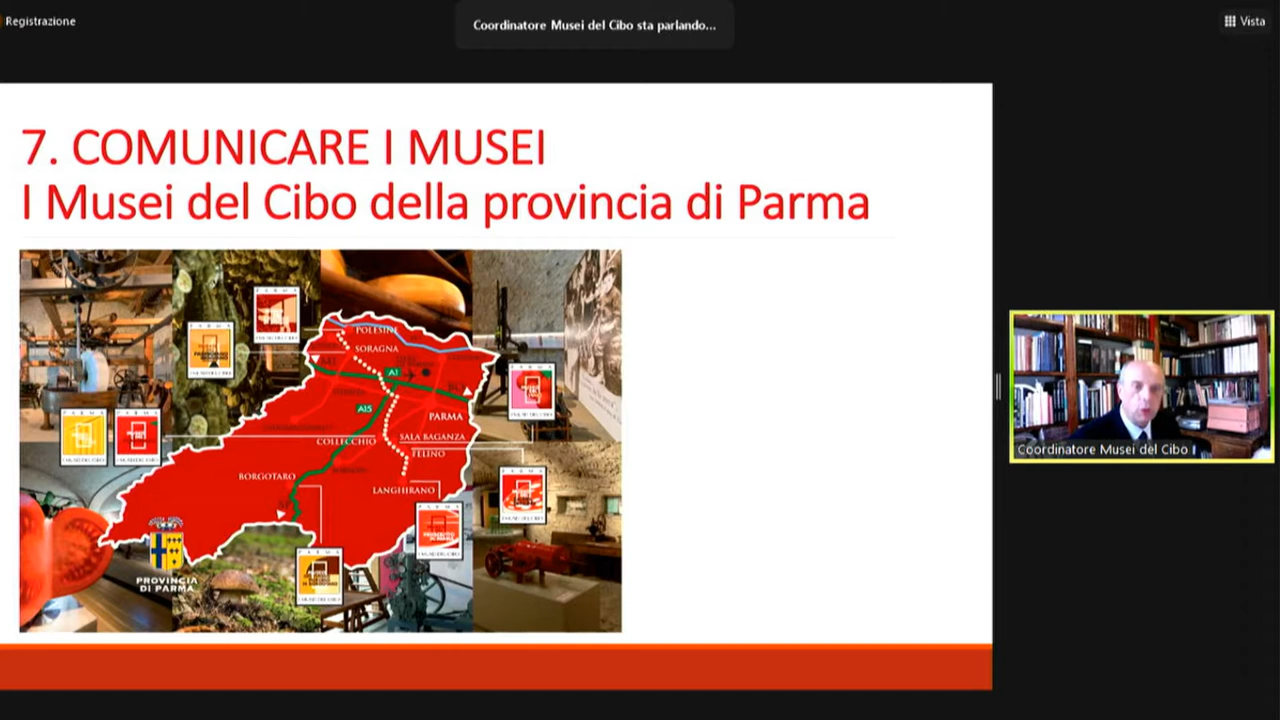 Registrazione
Coordinatore Musei del Cibo sta parlando...
Vista
7. COMUNICARE I MUSEI
I Musei del Cibo della provincia di Parma
POLESINE
SORAGNA
A1
A15
PARMA
COLLECCHIO
SALA BAGANZA
FELINO
BORGOTARO
LANGHIRANO
PROVINCIA
DI PARMA
Coordinatore Musei del Cibo